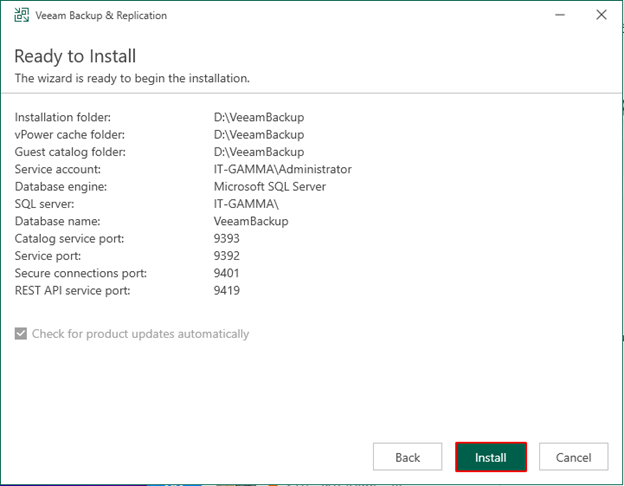 Veeam Backup & Replication
Ready to Install
The wizard is ready to begin the installation.
Installation folder: D:\VeeamBackup
vPower cache folder: D:\VeeamBackup
Guest catalog folder: D:\VeeamBackup
Service account: IT-GAMMA\Administrator
Database engine: Microsoft SQL Server
SQL server: IT-GAMMA\
Database name: VeeamBackup
Catalog service port: 9393
Service port: 9392
Secure connections port: 9401
REST API service port: 9419
Check for product updates automatically
Back Install Cancel